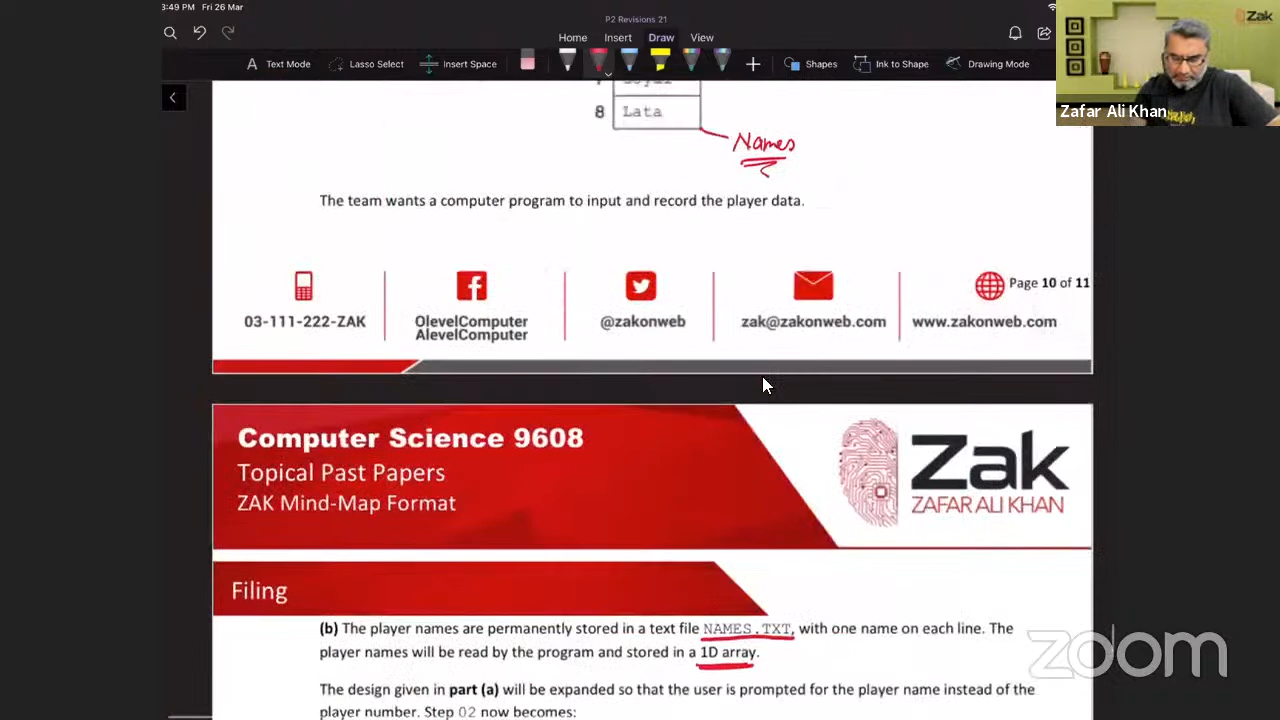 3:49 PM Fri 26 Mar
P2 Revisions 21
Home Insert Draw View
Text Mode Lasso Select Insert Space Shapes Ink to Shape Drawing Mode
Zak
Zafar Ali Khan
8 Lata
Names
The team wants a computer program to input and record the player data.
Page 10 of 11
03-111-222-ZAK
OlevelComputer
AlevelComputer
@zakonweb
zak@zakonweb.com
www.zakonweb.com
Computer Science 9608
Topical Past Papers
ZAK Mind-Map Format
Zak
ZAFAR ALI KHAN
Filing
(b) The player names are permanently stored in a text file NAMES.TXT, with one name on each line. The
player names will be read by the program and stored in a 1D array.
zoom
The design given in part (a) will be expanded so that the user is prompted for the player name instead of the
player number. Step 02 now becomes: